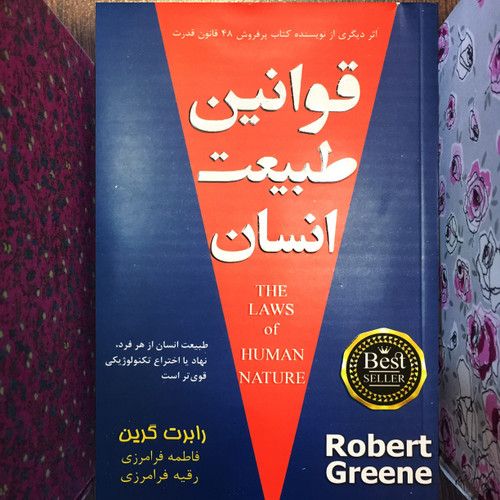 اثر دیگری از نویسنده کتاب پرفروش ۴۸ قانون قدرت
قوانین
طبیعت
انسان
THE
LAWS
of
HUMAN
NATURE
طبیعت انسان از هر فرد،
نهاد یا اختراع تکنولوژیکی
قوی‌تر است
Best
SELLER
رابرت گرین
فاطمه فرامرزی
رقیه فرامرزی
Robert
Greene